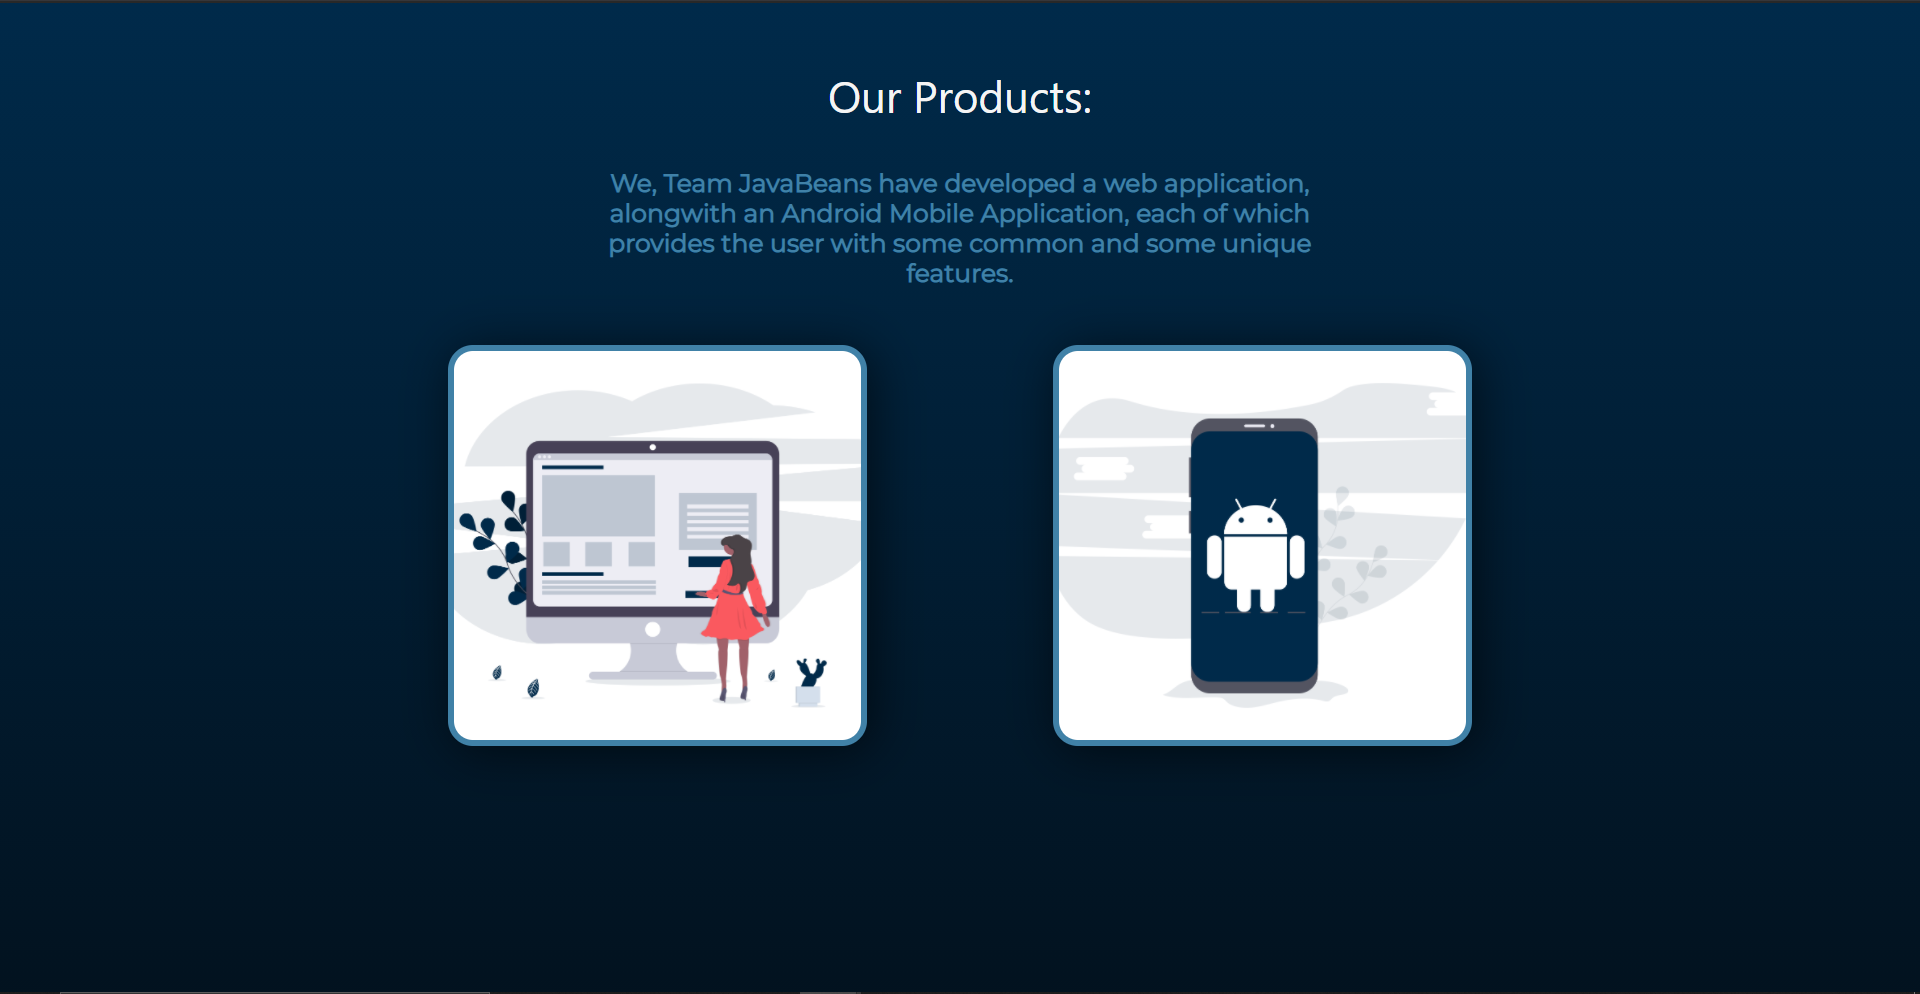 Our Products:
We, Team JavaBeans have developed a web application,
alongwith an Android Mobile Application, each of which
provides the user with some common and some unique
features.